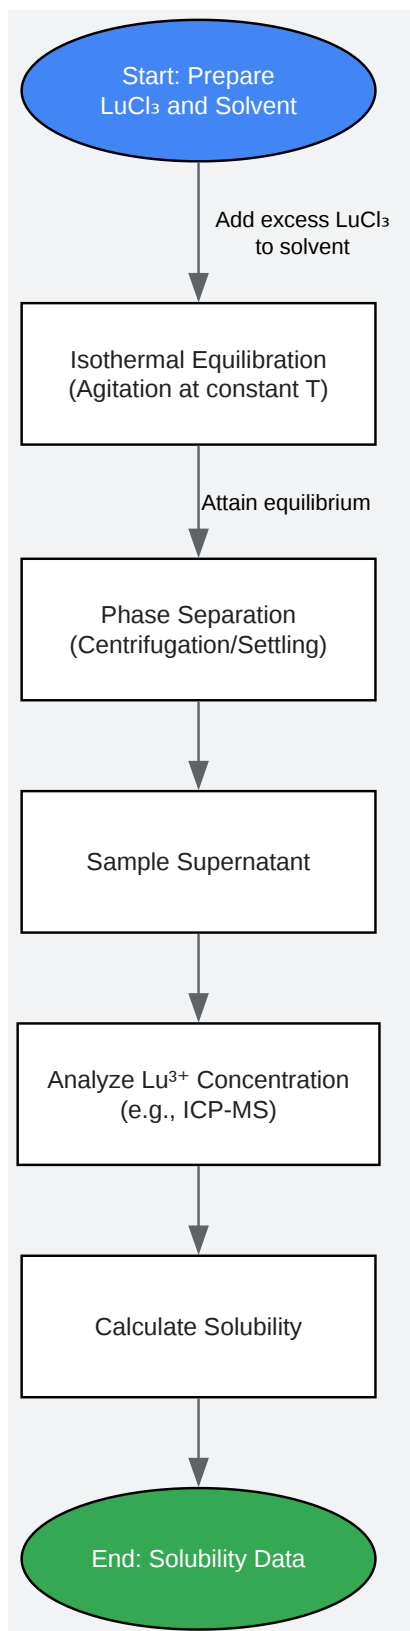 Start: Prepare
LuCl₃ and Solvent
Add excess LuCl₃
to solvent
Isothermal Equilibration
(Agitation at constant T)
Attain equilibrium
Phase Separation
(Centrifugation/Settling)
Sample Supernatant
Analyze Lu³⁺ Concentration
(e.g., ICP-MS)
Calculate Solubility
End: Solubility Data